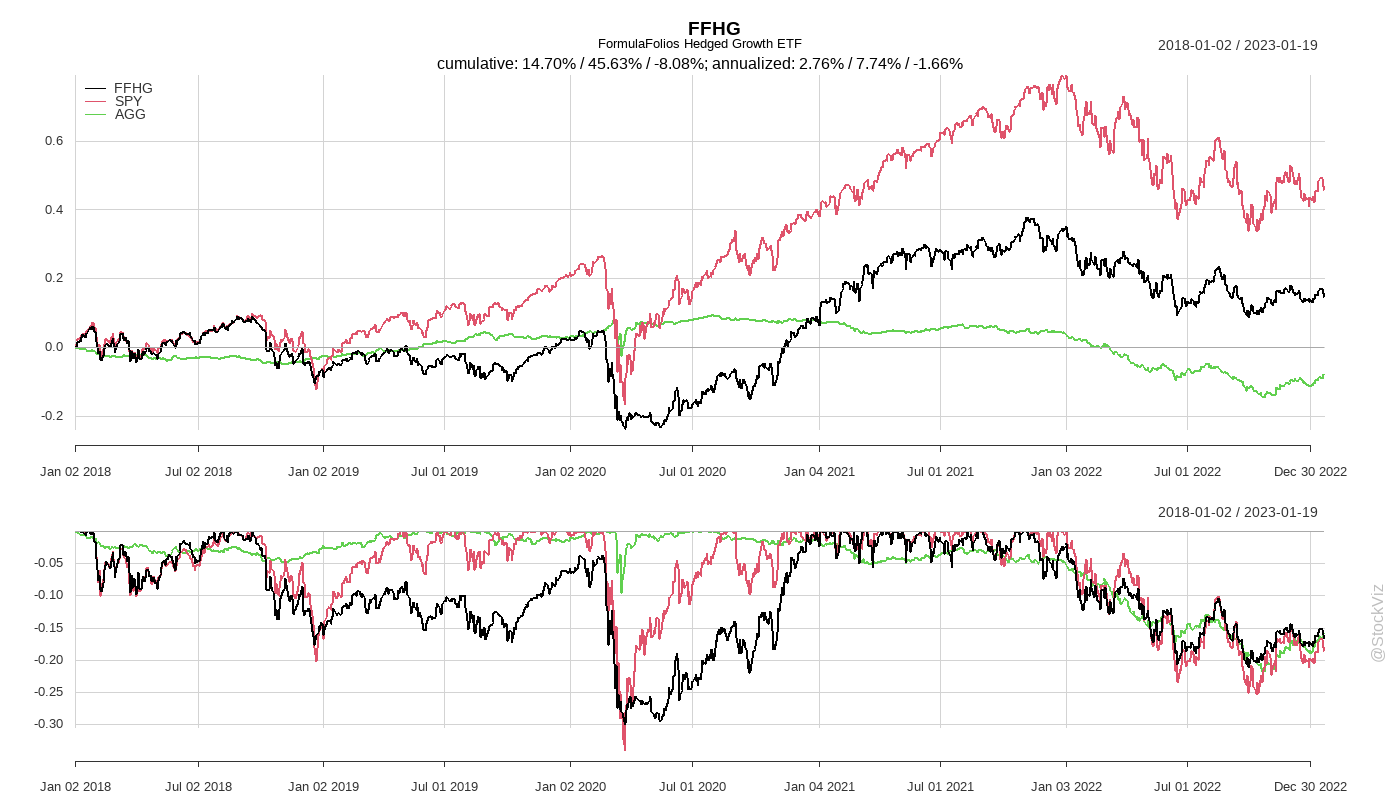 FFHG
FormulaFolios Hedged Growth ETF
2018-01-02 / 2023-01-19
cumulative: 14.70% / 45.63% / -8.08%; annualized: 2.76% / 7.74% / -1.66%
FFHG
SPY
AGG
0.6
0.4
0.2
0.0
-0.2
Jan 02 2018 Jul 02 2018 Jan 02 2019 Jul 01 2019 Jan 02 2020 Jul 01 2020 Jan 04 2021 Jul 01 2021 Jan 03 2022 Jul 01 2022 Dec 30 2022
2018-01-02 / 2023-01-19
-0.05
-0.10
-0.15
-0.20
-0.25
-0.30
Jan 02 2018 Jul 02 2018 Jan 02 2019 Jul 01 2019 Jan 02 2020 Jul 01 2020 Jan 04 2021 Jul 01 2021 Jan 03 2022 Jul 01 2022 Dec 30 2022
@StockViz